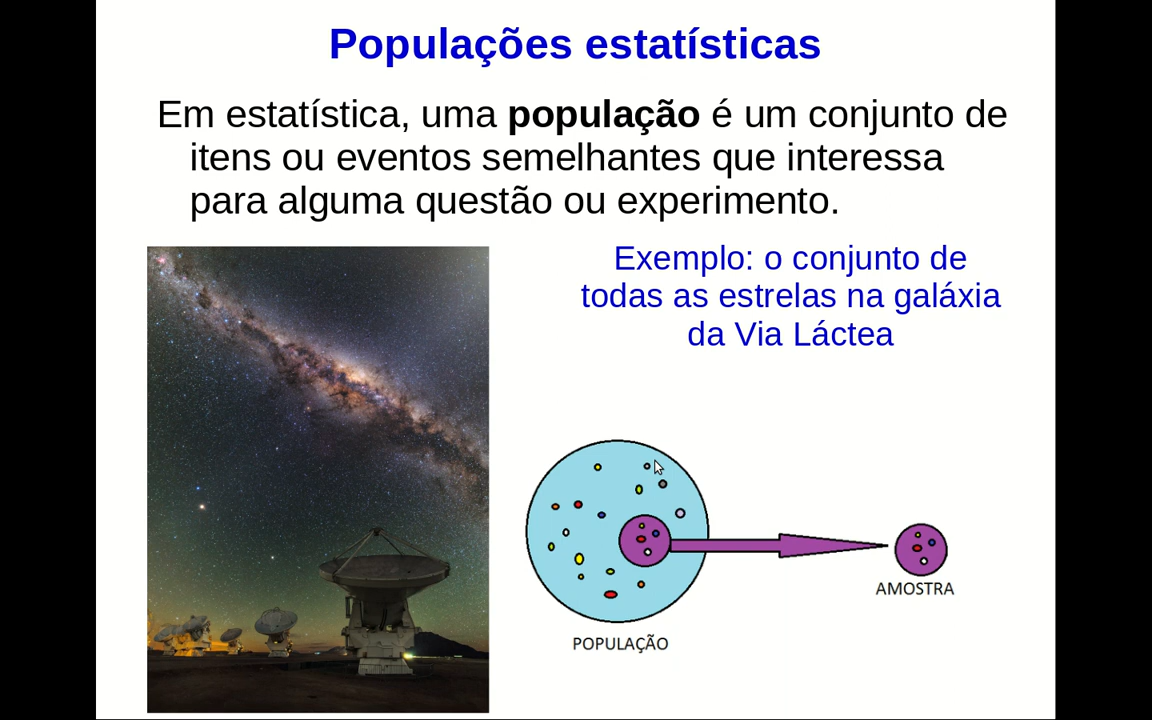 Populações estatísticas
Em estatística, uma população é um conjunto de
itens ou eventos semelhantes que interessa
para alguma questão ou experimento.
Exemplo: o conjunto de
todas as estrelas na galáxia
da Via Láctea
AMOSTRA
POPULAÇÃO